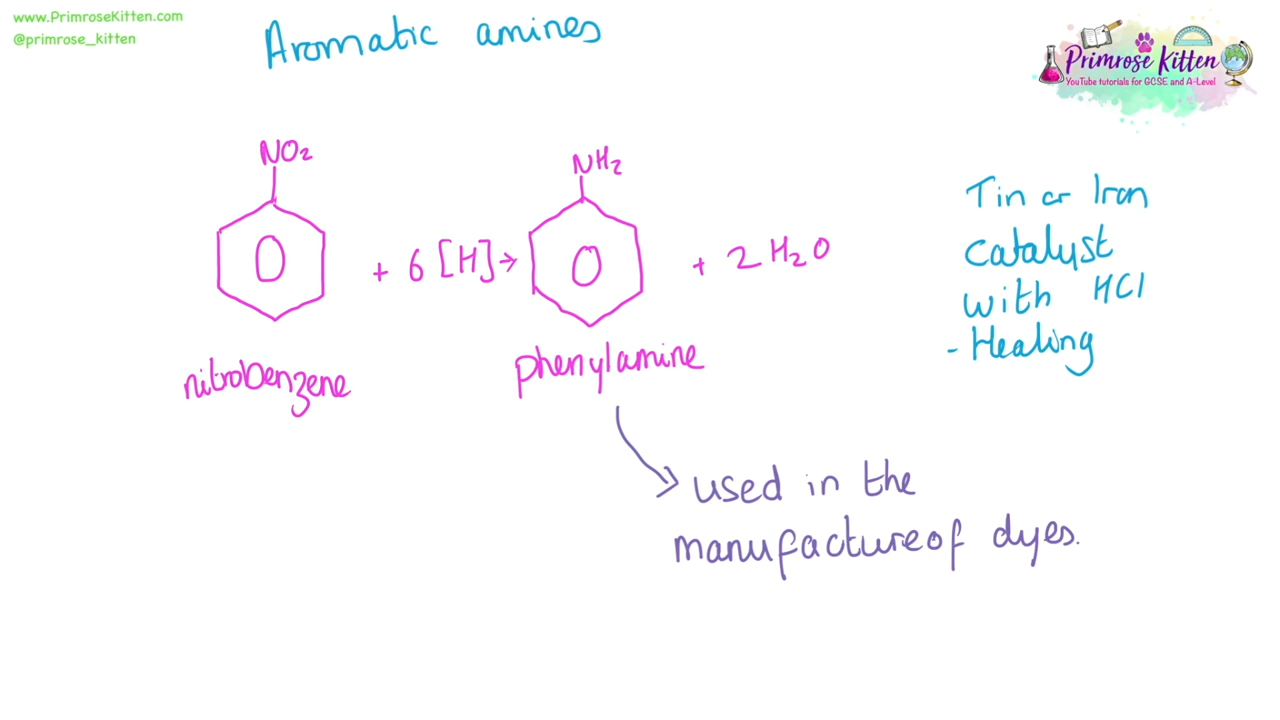 www.PrimroseKitten.com
@primrose_kitten
Aromatic amines
Primrose Kitten
YouTube tutorials for GCSE and A-Level
NO₂
NH₂
+ 6 [H] →
+ 2 H₂O
nitrobenzene
phenylamine
Tin or Iron
catalyst
with HCl
- Healing
used in the
manufacture of dyes.